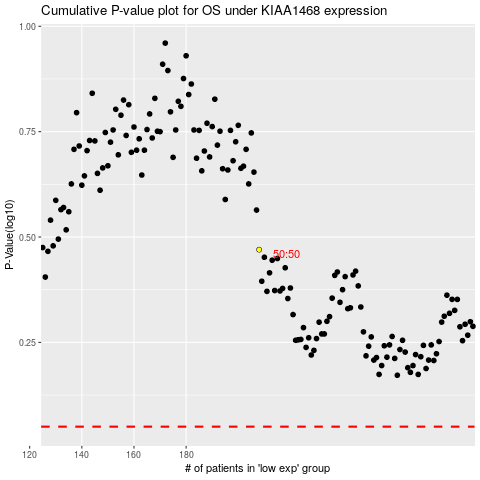 Cumulative P-value plot for OS under KIAA1468 expression
P-Value(log10)
1.00
0.75
0.50
0.25
50:50
120 140 160 180
# of patients in 'low exp' group